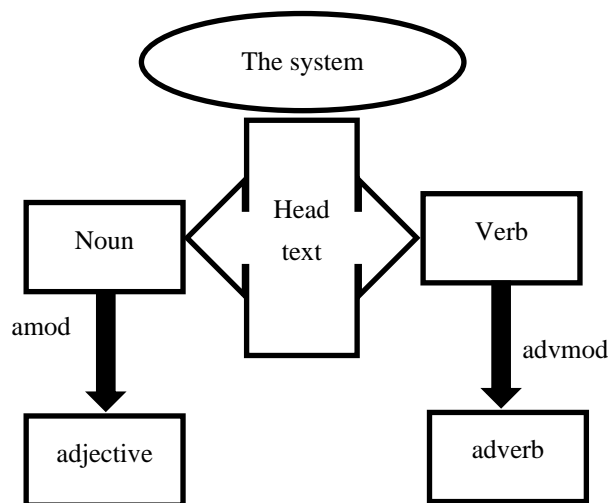 The system
Head
text
Noun
Verb
amod
advmod
adjective
adverb